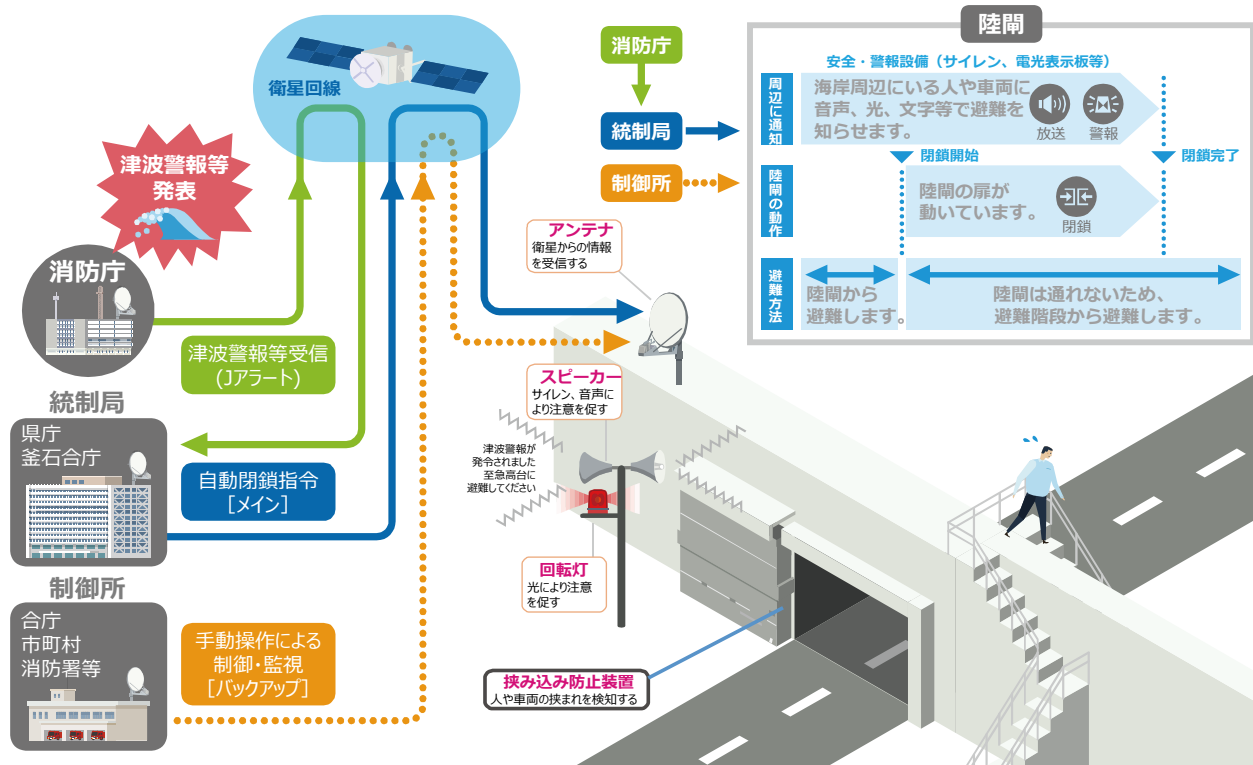 衛星回線
津波警報等
発表
消防庁
津波警報等受信
(Jアラート)
統制局
県庁
釜石合庁
自動閉鎖指令
[メイン]
制御所
合庁
市町村
消防署等
手動操作による
制御・監視
[バックアップ]
消防庁
統制局
制御所
陸閘
安全・警報設備（サイレン、電光表示板等）
周辺に通知
海岸周辺にいる人や車両に
音声、光、文字等で避難を
知らせます。
放送
警報
閉鎖開始
閉鎖完了
陸閘の動作
陸閘の扉が
動いています。
閉鎖
避難方法
陸閘から
避難します。
陸閘は通れないため、
避難階段から避難します。
アンテナ
衛星からの情報
を受信する
スピーカー
サイレン、音声に
より注意を促す
津波警報が
発令されました
至急高台に
避難してください
回転灯
光により注意
を促す
挟み込み防止装置
人や車両の挟まれを検知する